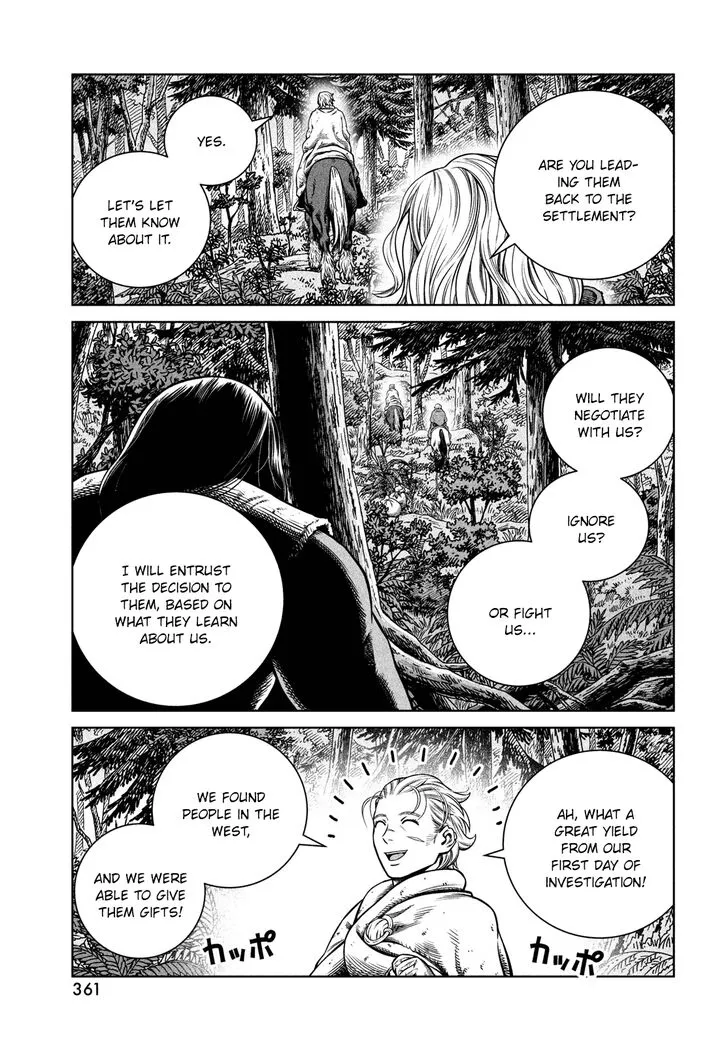 ARE YOU LEAD-
ING THEM
BACK TO THE
SETTLEMENT?
YES.
LET'S LET
THEM KNOW
ABOUT IT.
WILL THEY
NEGOTIATE
WITH US?
IGNORE
US?
OR FIGHT
US...
I WILL ENTRUST
THE DECISION TO
THEM, BASED ON
WHAT THEY LEARN
ABOUT US.
AH, WHAT A
GREAT YIELD
FROM OUR
FIRST DAY OF
INVESTIGATION!
WE FOUND
PEOPLE IN THE
WEST,
AND WE WERE
ABLE TO GIVE
THEM GIFTS!
カッポ
カッポ
361